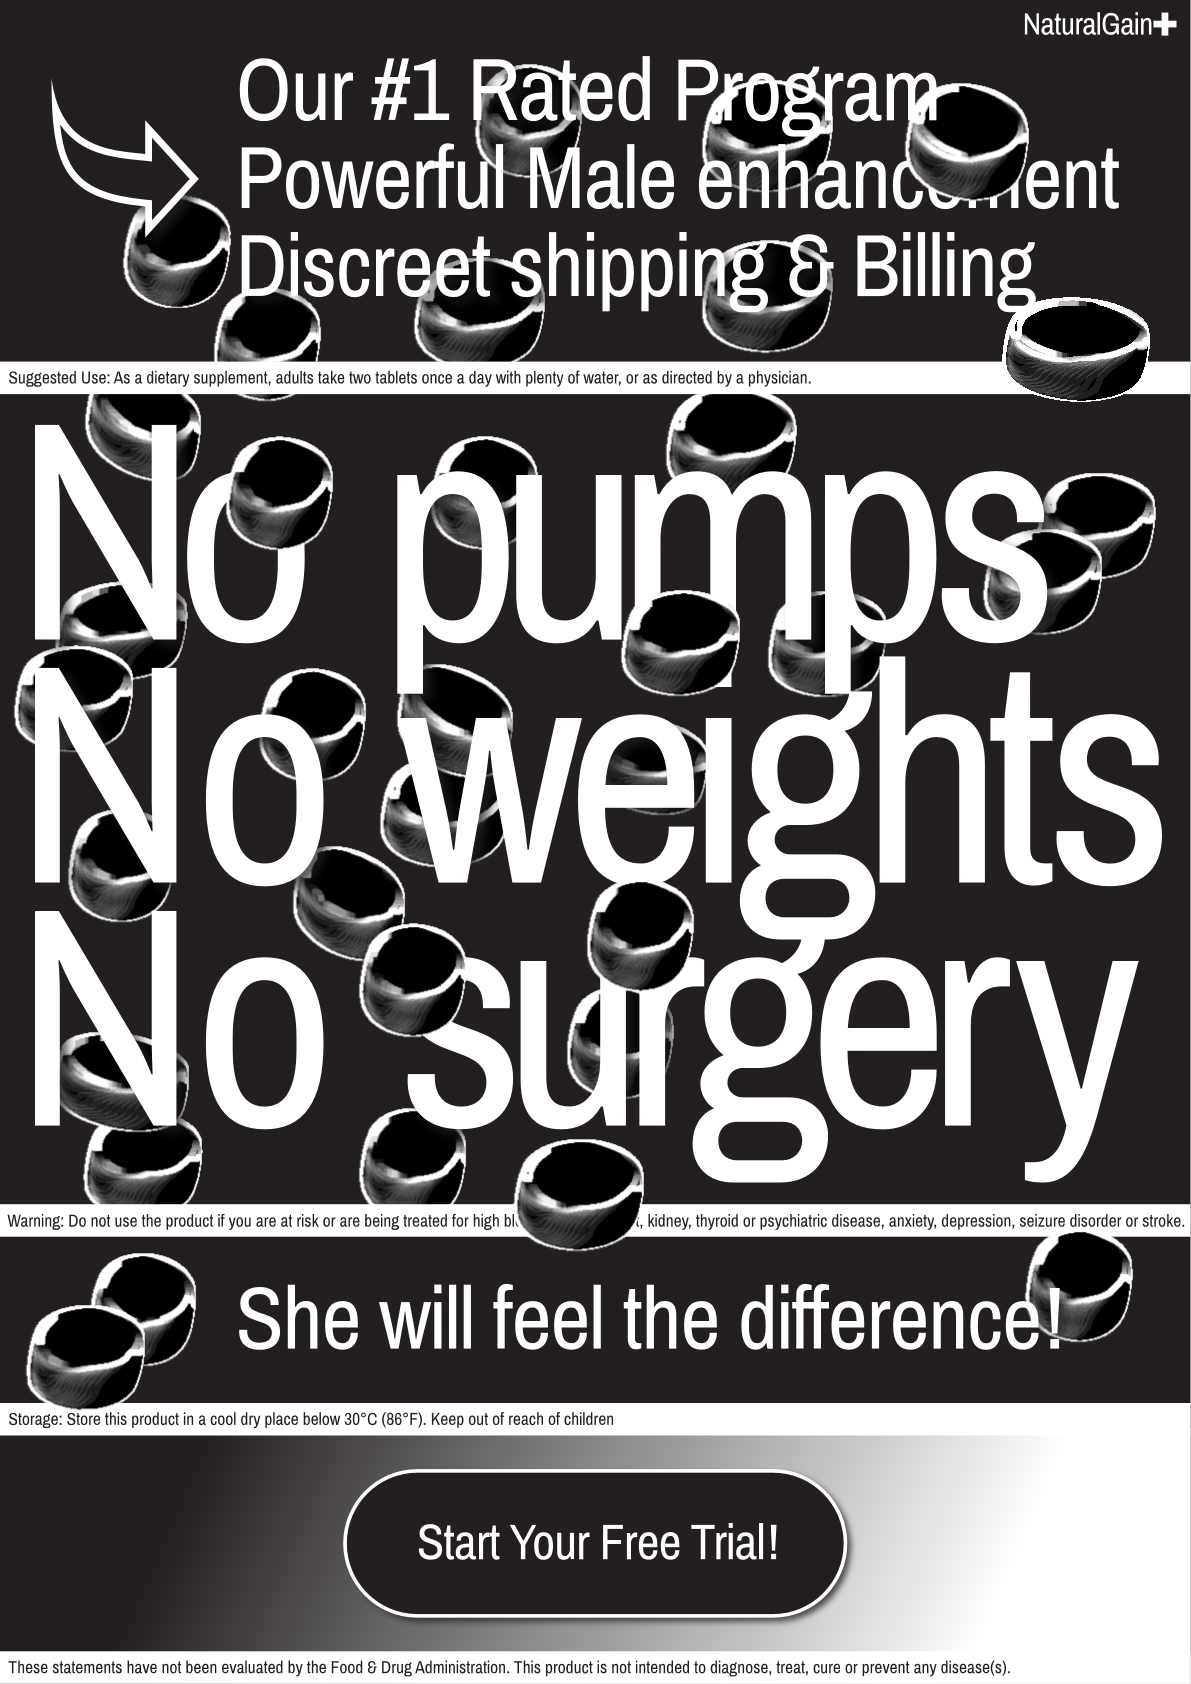 NaturalGain+
Our #1 Rated Program
Powerful Male enhancement
Discreet shipping & Billing
Suggested Use: As a dietary supplement, adults take two tablets once a day with plenty of water, or as directed by a physician.
No pumps
No weights
No surgery
Warning: Do not use the product if you are at risk or are being treated for high kidney, thyroid or psychiatric disease, anxiety, depression, seizure disorder or stroke.
She will feel the difference!
Storage: Store this product in a cool dry place below 30°C (86°F). Keep out of reach of children
Start Your Free Trial!
These statements have not been evaluated by the Food & Drug Administration. This product is not intended to diagnose, treat, cure or prevent any disease(s).